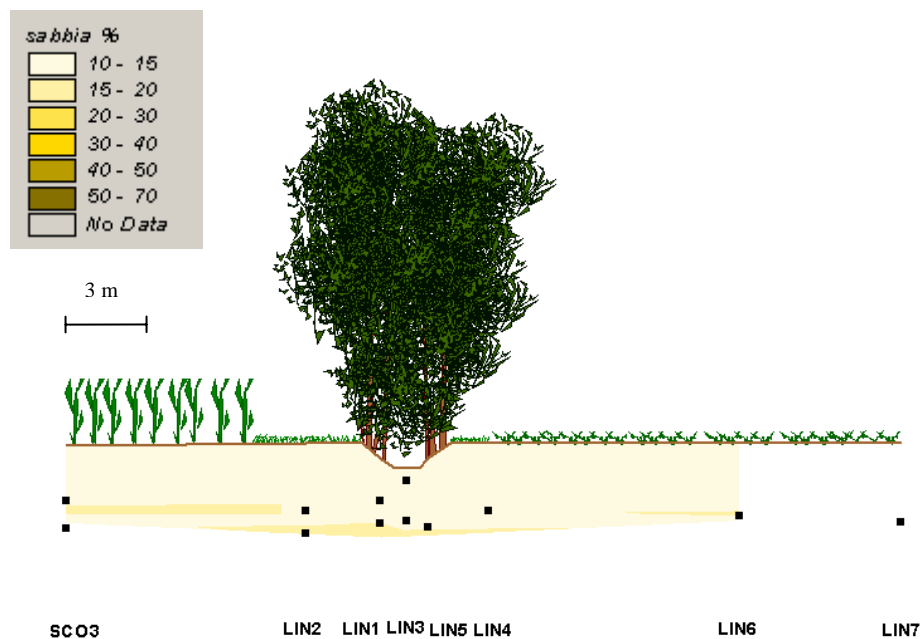 sabbia %
10 - 15
15 - 20
20 - 30
30 - 40
40 - 50
50 - 70
No Data
3 m
SCO3 LIN2 LIN1 LIN3 LIN5 LIN4 LIN6 LIN7